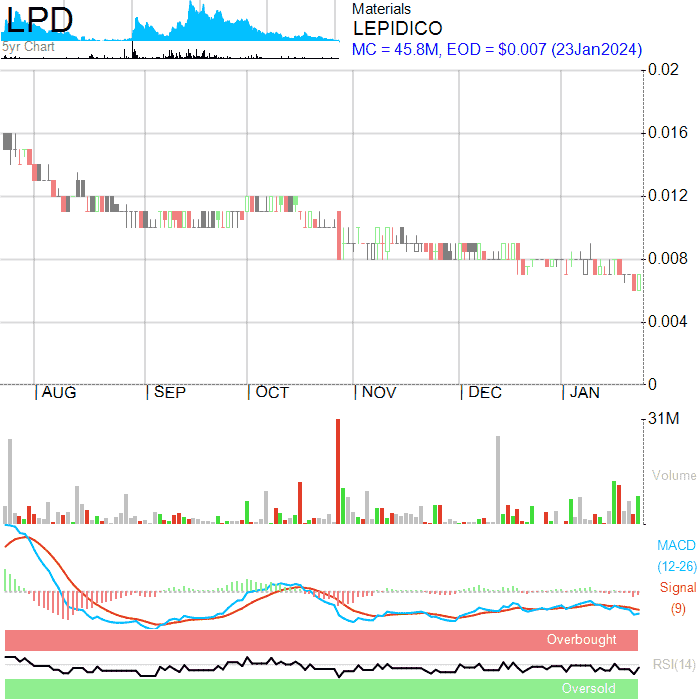 LPD
5yr Chart
Materials
LEPIDICO
MC = 45.8M, EOD = $0.007 (23Jan2024)
0.02
0.016
0.012
0.008
0.004
0
AUG SEP OCT NOV DEC JAN
31M
Volume
MACD
(12-26)
Signal
(9)
Overbought
RSI(14)
Oversold